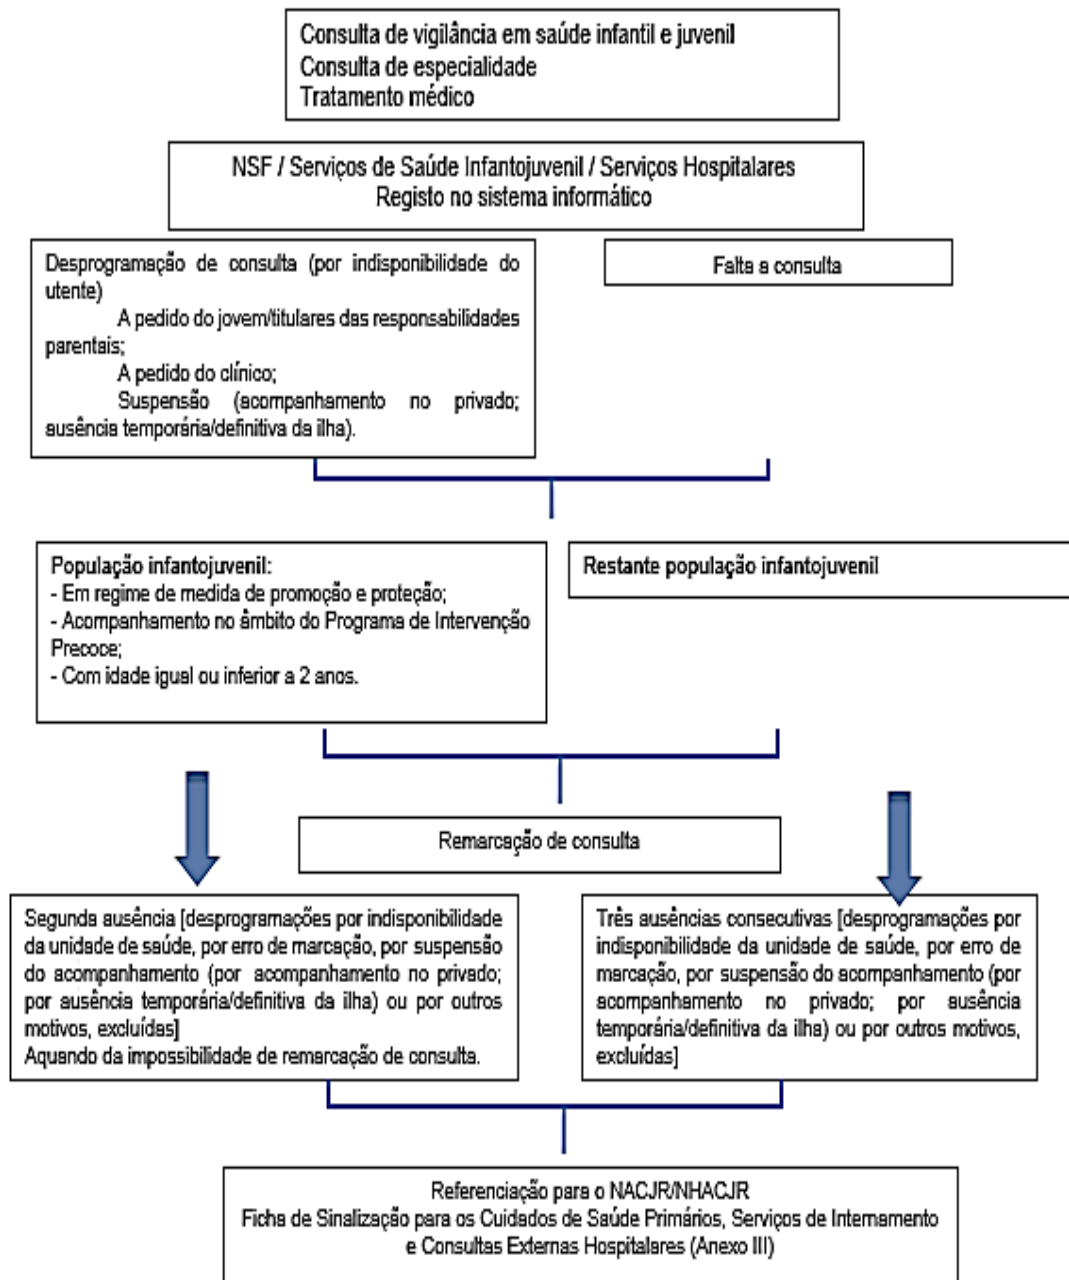 Consulta de vigilância em saúde infantil e juvenil
Consulta de especialidade
Tratamento médico
NSF / Serviços de Saúde Infantojuvenil / Serviços Hospitalares
Registo no sistema informático
Desprogramação de consulta (por indisponibilidade do
utente)
A pedido do jovem/titulares das responsabilidades
parentais;
A pedido do clínico;
Suspensão (acompanhamento no privado;
ausência temporária/definitiva da ilha).
Falta a consulta
População infantojuvenil:
- Em regime de medida de promoção e proteção;
- Acompanhamento no âmbito do Programa de Intervenção
Precoce;
- Com idade igual ou inferior a 2 anos.
Restante população infantojuvenil
Remarcação de consulta
Segunda ausência [desprogramações por indisponibilidade
da unidade de saúde, por erro de marcação, por suspensão
do acompanhamento (por acompanhamento no privado;
por ausência temporária/definitiva da ilha) ou por outros
motivos, excluídas]
Aquando da impossibilidade de remarcação de consulta.
Três ausências consecutivas [desprogramações por
indisponibilidade da unidade de saúde, por erro de
marcação, por suspensão do acompanhamento (por
acompanhamento no privado; por ausência
temporária/definitiva da ilha) ou por outros motivos,
excluídas]
Referenciação para o NACJR/NHACJR
Ficha de Sinalização para os Cuidados de Saúde Primários, Serviços de Internamento
e Consultas Externas Hospitalares (Anexo III)